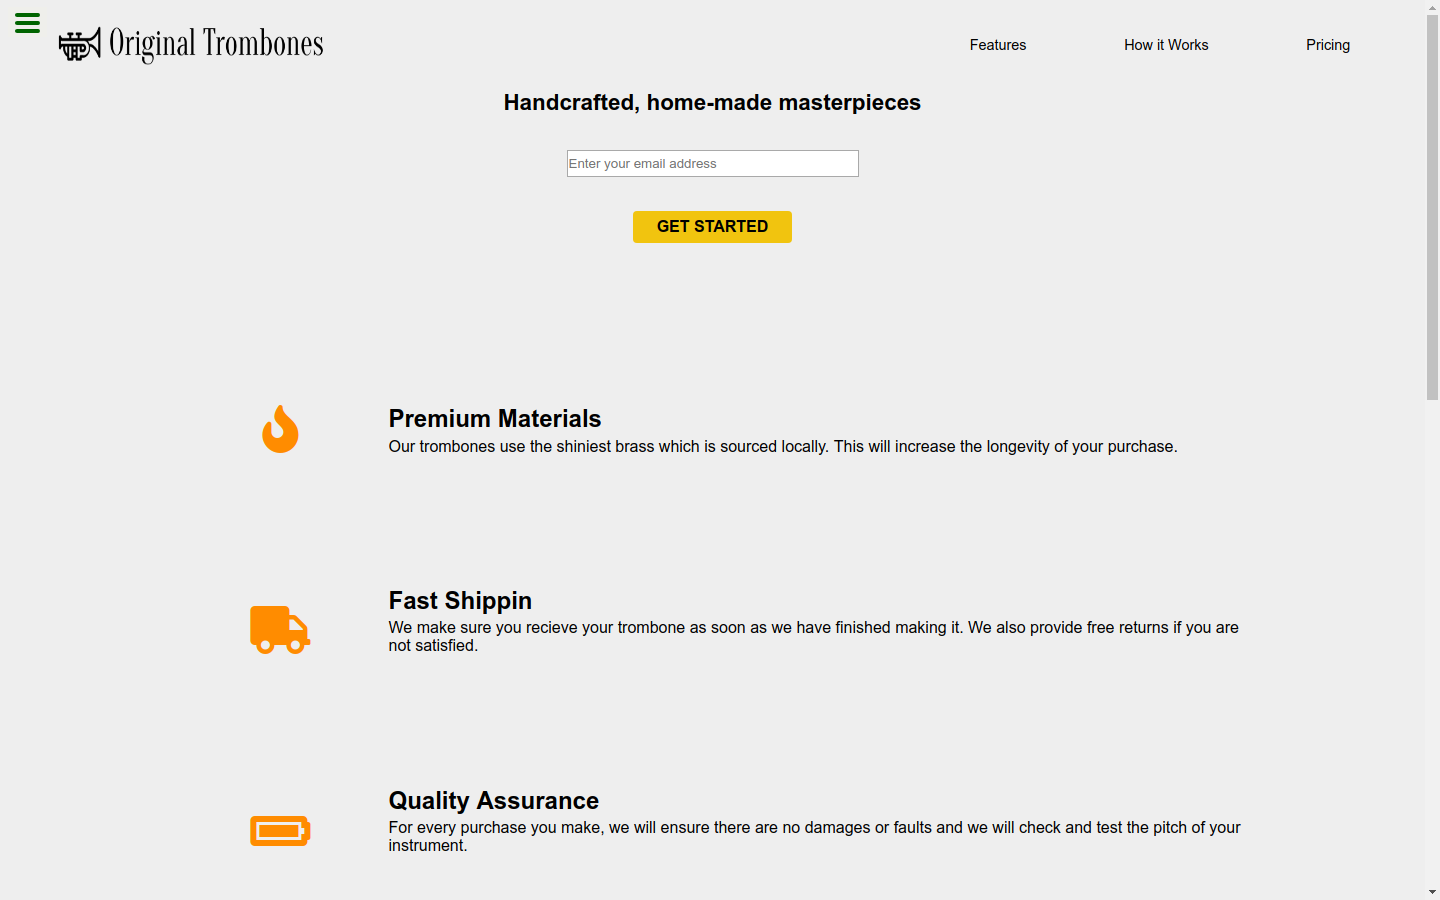 Original Trombones
Features
How it Works
Pricing
Handcrafted, home-made masterpieces
Enter your email address
GET STARTED
Premium Materials
Our trombones use the shiniest brass which is sourced locally. This will increase the longevity of your purchase.
Fast Shippin
We make sure you recieve your trombone as soon as we have finished making it. We also provide free returns if you are
not satisfied.
Quality Assurance
For every purchase you make, we will ensure there are no damages or faults and we will check and test the pitch of your
instrument.